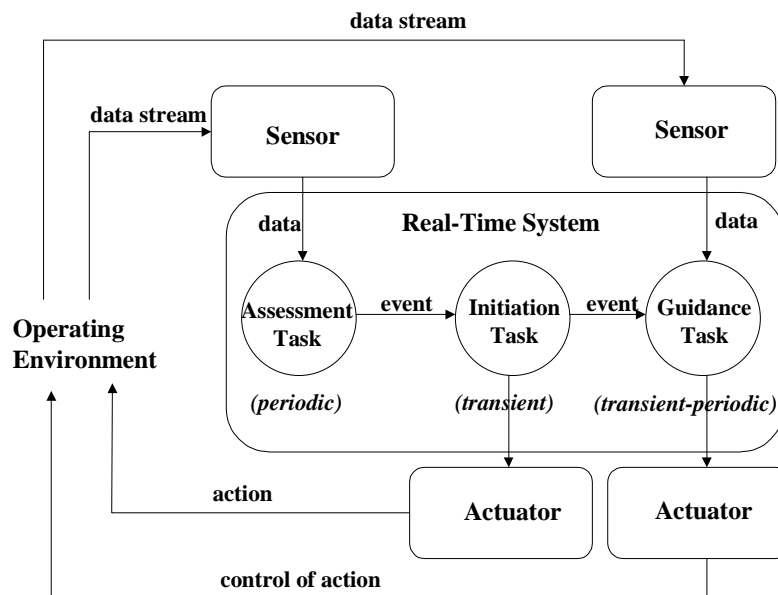 data stream
data stream
Sensor
Sensor
data
Real-Time System
data
Assessment
Task
event
Initiation
Task
event
Guidance
Task
Operating
Environment
(periodic)
(transient)
(transient-periodic)
action
Actuator
Actuator
control of action